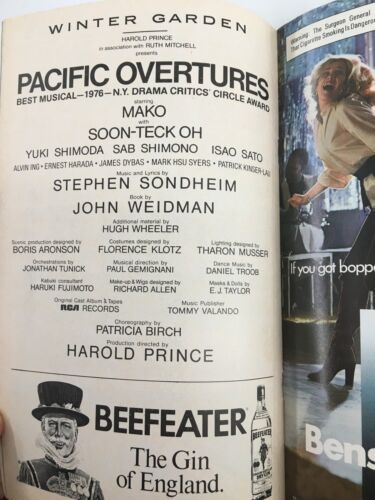 WINTER GARDEN
HAROLD PRINCE
in association with RUTH MITCHELL
PACIFIC OVERTURES
BEST MUSICAL—1976—N.Y. DRAMA CRITICS' CIRCLE AWARD
starring
MAKO
with
SOON-TECK OH
YUKI SHIMODA SAB SHIMONO ISAO SATO
ALVIN ING • ERNEST HARADA • JAMES DYBAS • MARK HSU SYERS • PATRICK KINSER-LAU
Music and Lyrics by
STEPHEN SONDHEIM
Book by
JOHN WEIDMAN
Additional material by
HUGH WHEELER
Scenic production designed by
BORIS ARONSON
Costumes designed by
FLORENCE KLOTZ
Lighting designed by
THARON MUSSER
Orchestrations by
JONATHAN TUNICK
Musical direction by
PAUL GEMIGNANI
Dance Music by
DANIEL TROOB
Kabuki consultant
HARUKI FUJIMOTO
Make-up & Wigs designed by
RICHARD ALLEN
Masks & Dolls by
E.J. TAYLOR
Original Cast Album & Tapes
RCA RECORDS
Music Publisher
TOMMY VALANDO
Choreography by
PATRICIA BIRCH
Production directed by
HAROLD PRINCE
BEEFEATER
The Gin
of England.
Warning: The Surgeon General
That Cigarette Smoking Is Dangerous
If you got boppe
Bens